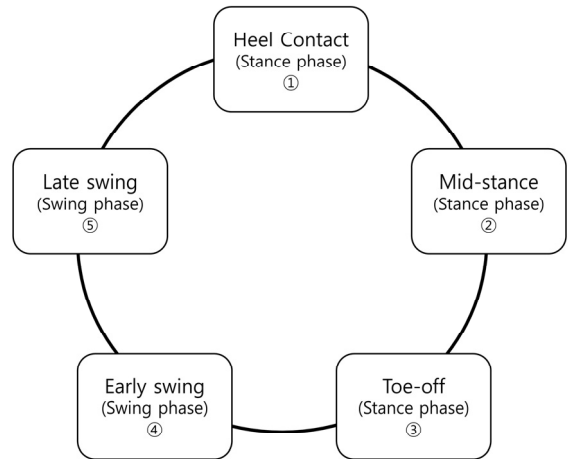 Heel Contact
(Stance phase)
①
Mid-stance
(Stance phase)
②
Toe-off
(Stance phase)
③
Early swing
(Swing phase)
④
Late swing
(Swing phase)
⑤